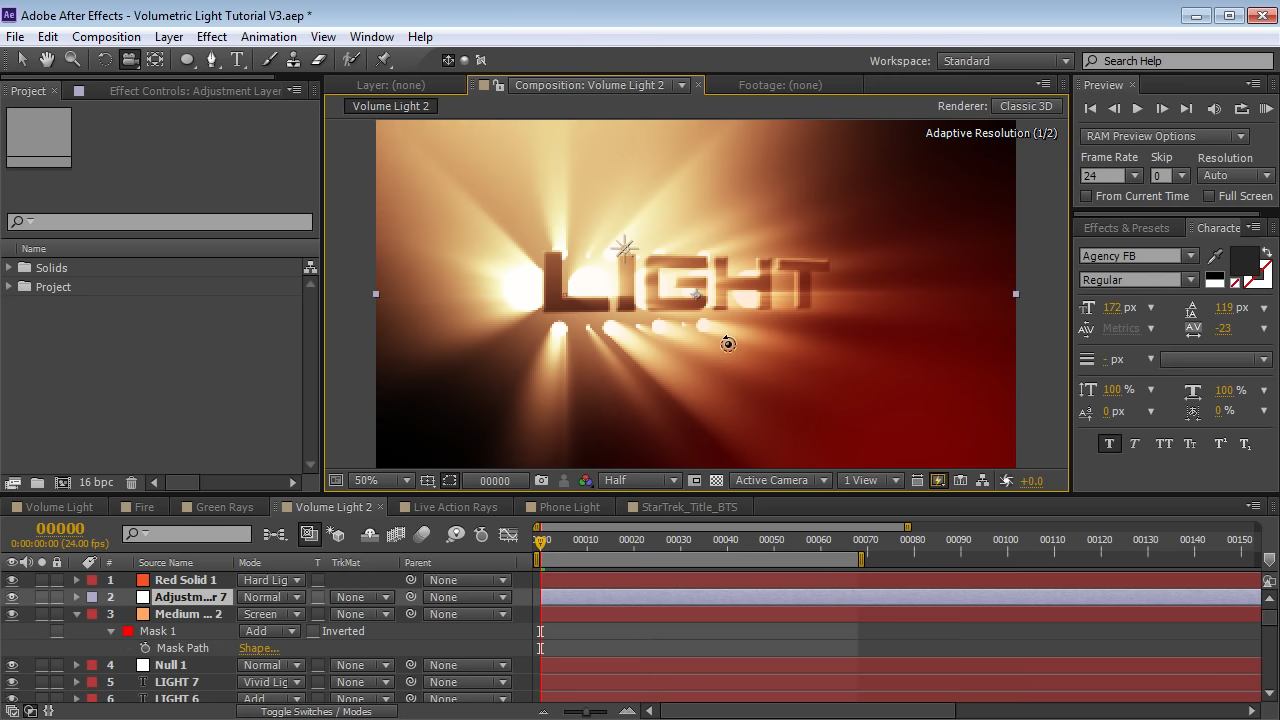 Adobe After Effects - Volumetric Light Tutorial V3.aep *
File Edit Composition Layer Effect Animation View Window Help
Workspace: Standard Search Help
Project Effect Controls: Adjustment Layer
Layer: (none) Composition: Volume Light 2 Footage: (none)
Volume Light 2 Renderer: Classic 3D
Adaptive Resolution (1/2)
LIGHT
Preview
RAM Preview Options
Frame Rate Skip Resolution
24 0 Auto
From Current Time Full Screen
Effects & Presets Characte
Agency FB
Regular
172 px 119 px
Metrics -23
- px
100 % 100 %
0 px 0 %
T T TT Tt T¹ T₁
Name
Solids
Project
16 bpc
50% 00000 Half Active Camera 1 View +0.0
Volume Light Fire Green Rays Volume Light 2 Live Action Rays Phone Light StarTrek_Title_BTS
00000
0:00:00:00 (24.00 fps)
00010 00020 00030 00040 00050 00060 00070 00080 00090 00100 00110 00120 00130 00140 00150
Source Name Mode T TrkMat Parent
1 Red Solid 1 Hard Lig None
2 Adjustm...r 7 Normal None None
3 Medium ... 2 Screen None None
Mask 1 Add Inverted
Mask Path Shape...
4 Null 1 Normal None None
5 LIGHT 7 Vivid Lig None None
6 LIGHT 6 Add None None
Toggle Switches / Modes